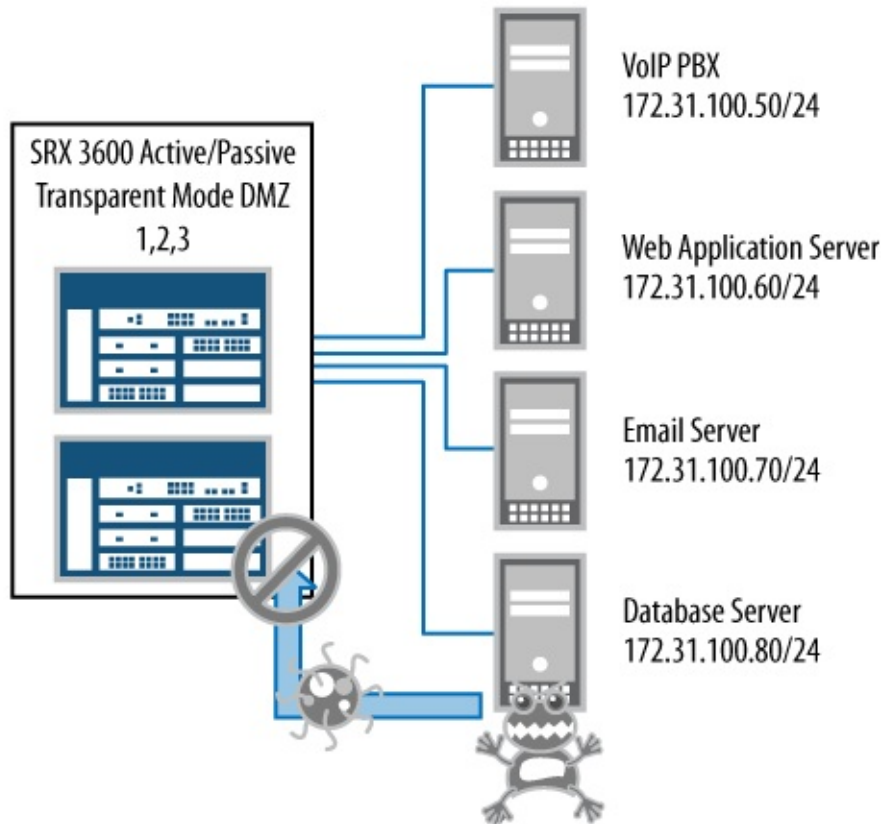 SRX 3600 Active/Passive
Transparent Mode DMZ
1,2,3
VoIP PBX
172.31.100.50/24
Web Application Server
172.31.100.60/24
Email Server
172.31.100.70/24
Database Server
172.31.100.80/24